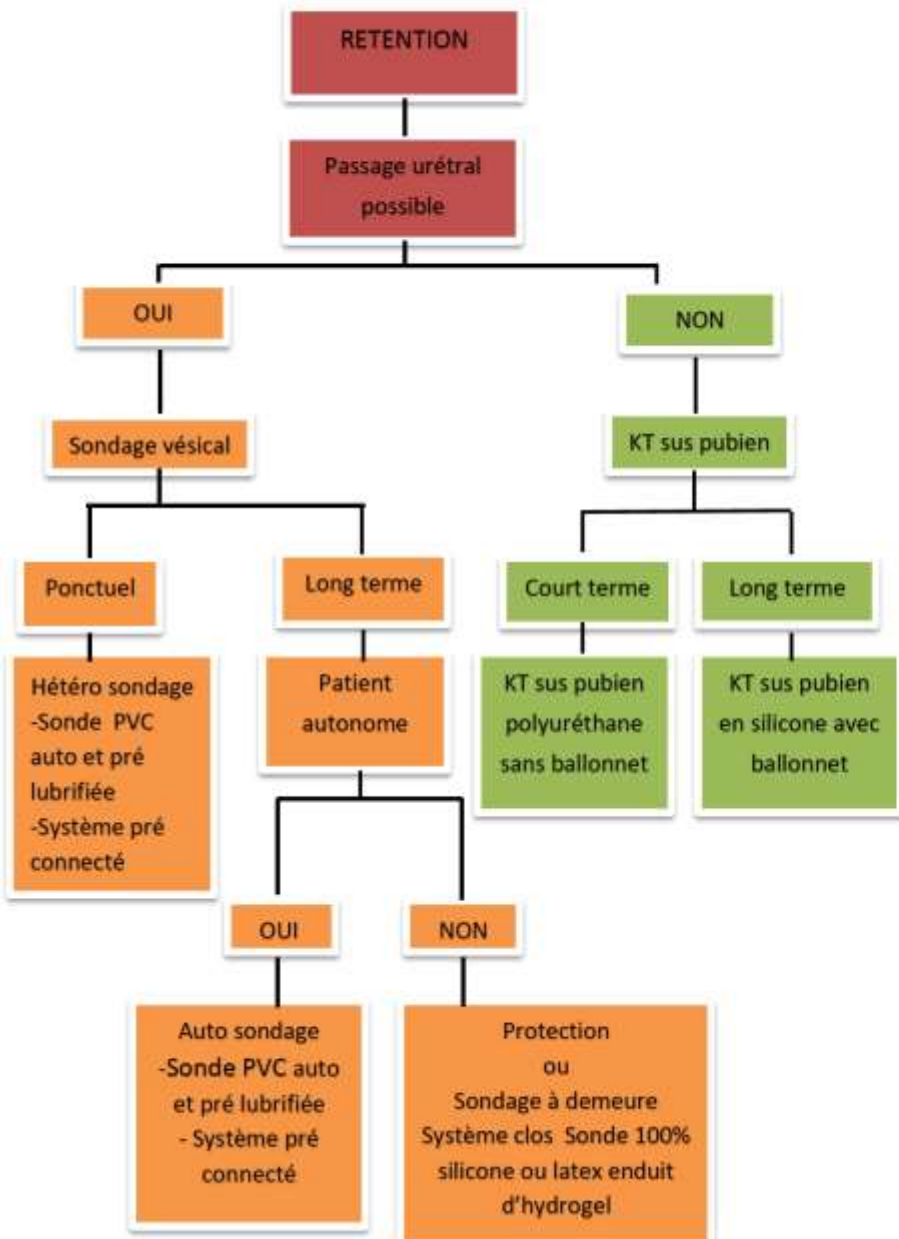 RETENTION
Passage urétral
possible
OUI
NON
Sondage vésical
KT sus pubien
Ponctuel
Long terme
Court terme
Long terme
Hétéro sondage
-Sonde PVC
auto et pré
lubrifiée
-Système pré
connecté
Patient
autonome
KT sus pubien
polyuréthane
sans ballonnet
KT sus pubien
en silicone avec
ballonnet
OUI
NON
Auto sondage
-Sonde PVC auto
et pré lubrifiée
- Système pré
connecté
Protection
ou
Sondage à demeure
Système clos Sonde 100%
silicone ou latex enduit
d'hydrogel